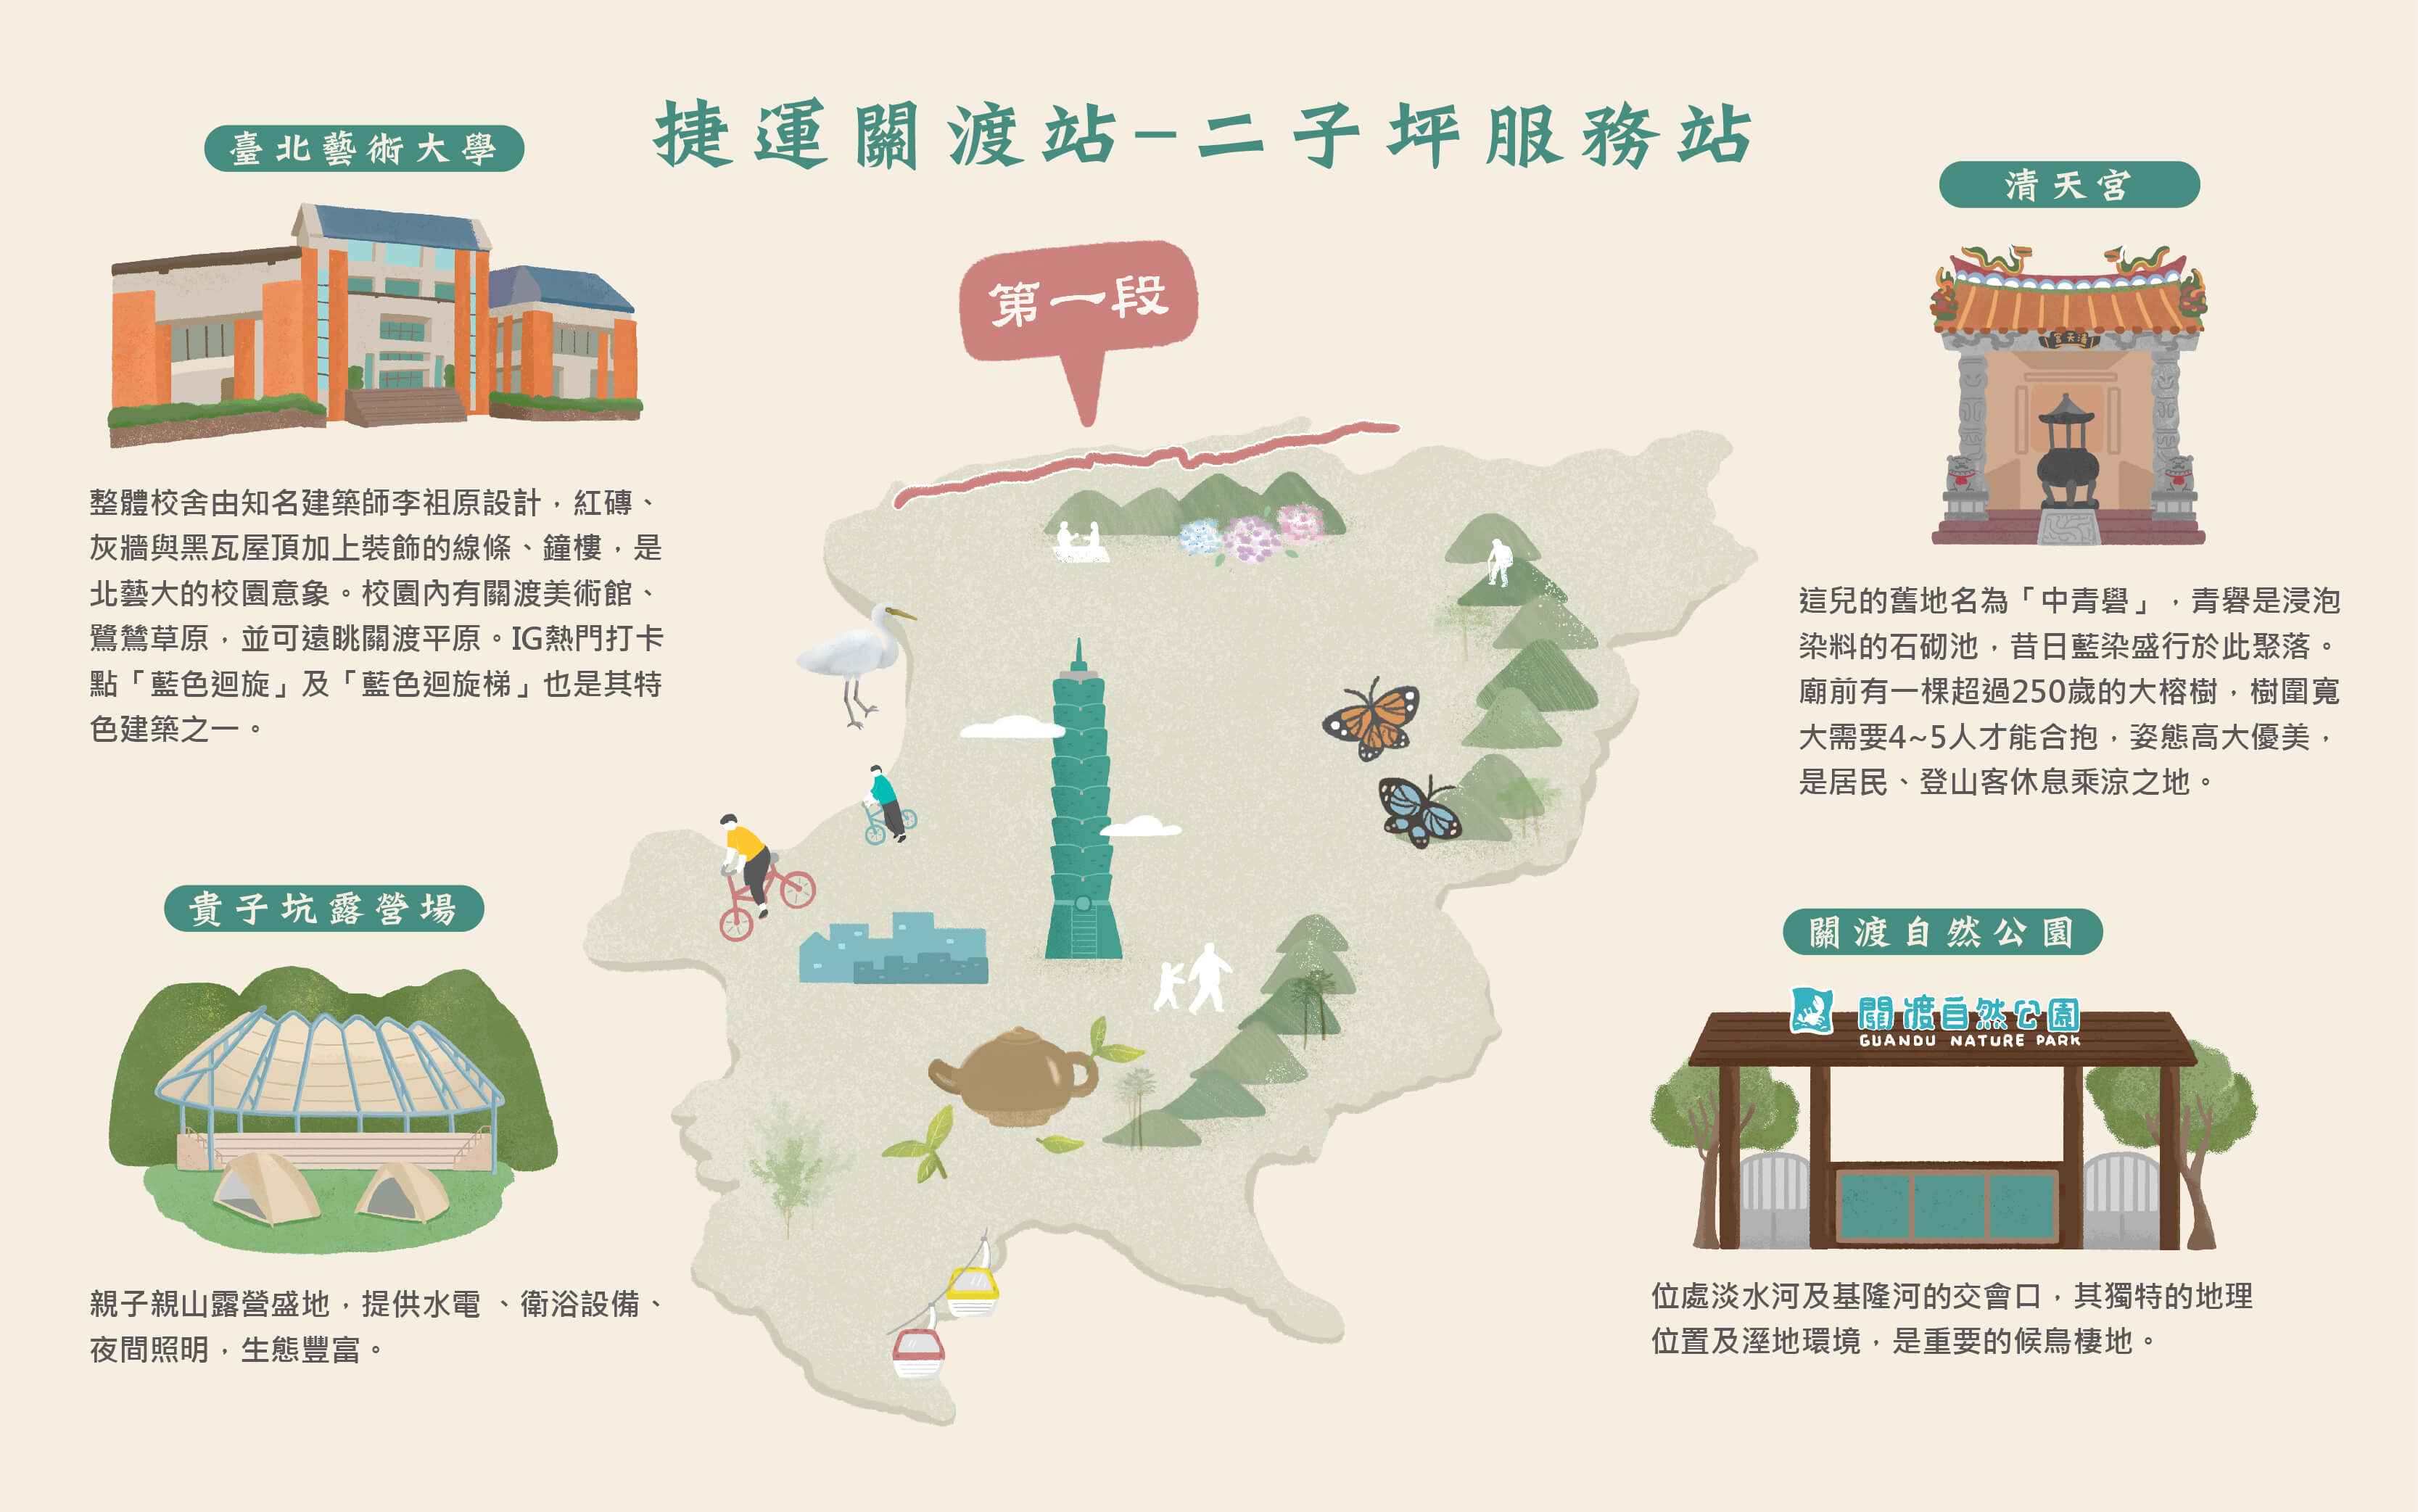 捷運關渡站-二子坪服務站
第一段
臺北藝術大學
整體校舍由知名建築師李祖原設計，紅磚、
灰牆與黑瓦屋頂加上裝飾的線條、鐘樓，是
北藝大的校園意象。校園內有關渡美術館、
鷺鷥草原，並可遠眺關渡平原。IG熱門打卡
點「藍色迴旋」及「藍色迴旋梯」也是其特
色建築之一。
貴子坑露營場
親子親山露營盛地，提供水電、衛浴設備、
夜間照明，生態豐富。
清天宮
清天宮
這兒的舊地名為「中青礐」，青礐是浸泡
染料的石砌池，昔日藍染盛行於此聚落。
廟前有一棵超過250歲的大榕樹，樹圍寬
大需要4~5人才能合抱，姿態高大優美，
是居民、登山客休息乘涼之地。
關渡自然公園
關渡自然公園
GUANDU NATURE PARK
位處淡水河及基隆河的交會口，其獨特的地理
位置及溼地環境，是重要的候鳥棲地。